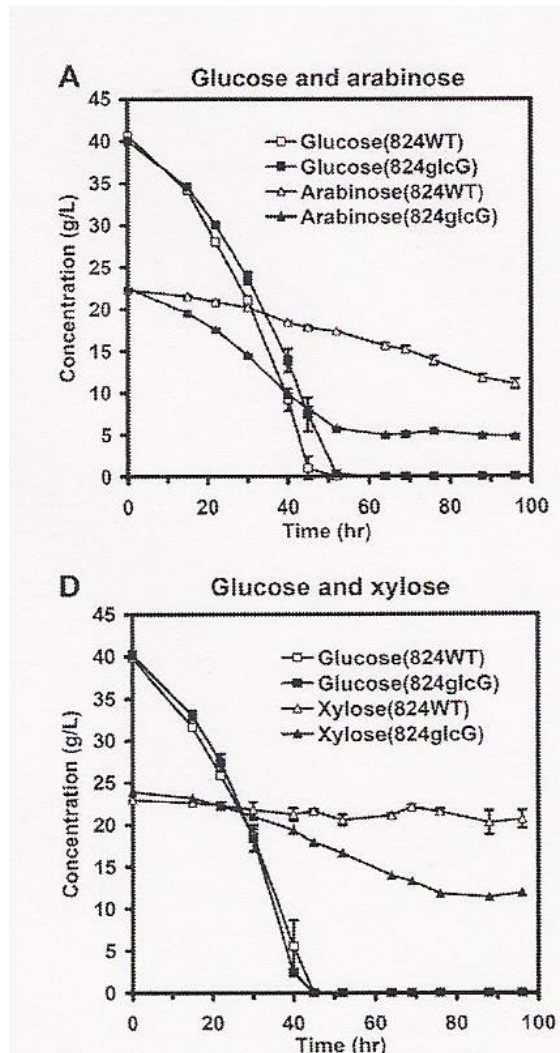 A Glucose and arabinose
45
40
35
30
25
20
15
10
5
0
Concentration (g/L)
Glucose(824WT)
Glucose(824glcG)
Arabinose(824WT)
Arabinose(824glcG)
0 20 40 60 80 100
Time (hr)
D Glucose and xylose
45
40
35
30
25
20
15
10
5
0
Concentration (g/L)
Glucose(824WT)
Glucose(824glcG)
Xylose(824WT)
Xylose(824glcG)
0 20 40 60 80 100
Time (hr)